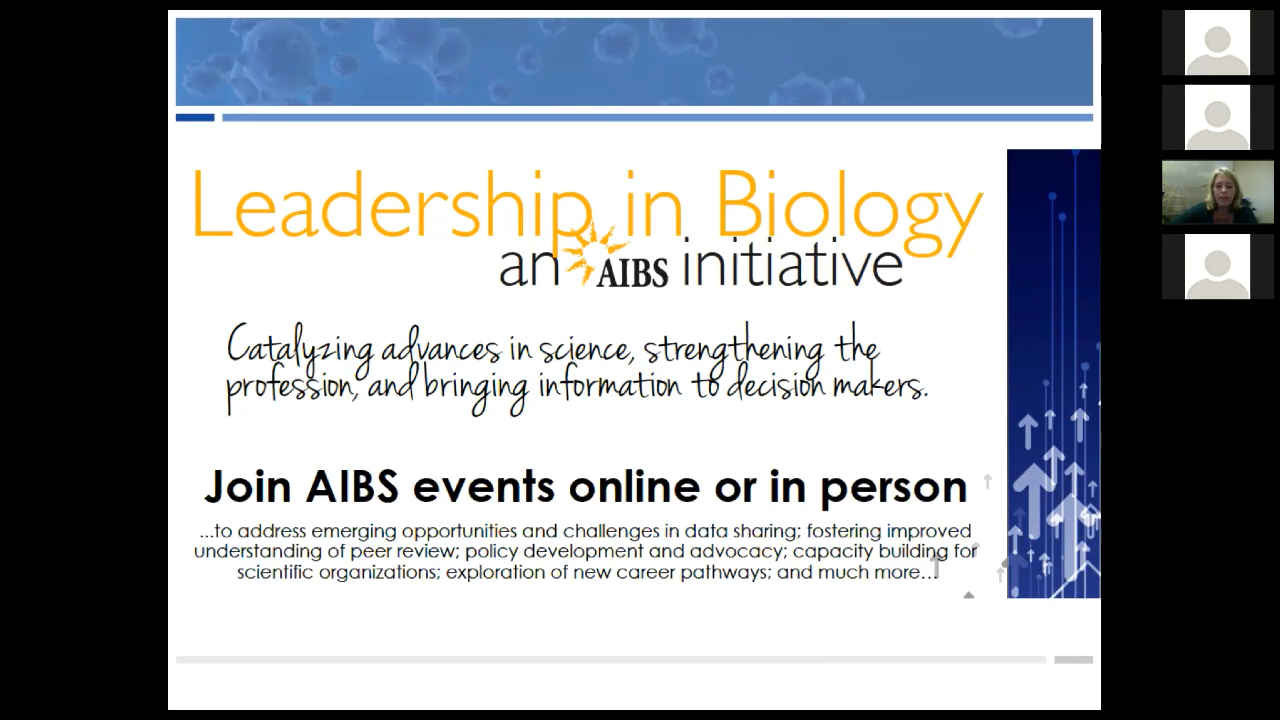 Leadership in Biology
an AIBS initiative
Catalyzing advances in science, strengthening the
profession, and bringing information to decision makers.
Join AIBS events online or in person
...to address emerging opportunities and challenges in data sharing; fostering improved
understanding of peer review; policy development and advocacy; capacity building for
scientific organizations; exploration of new career pathways; and much more...